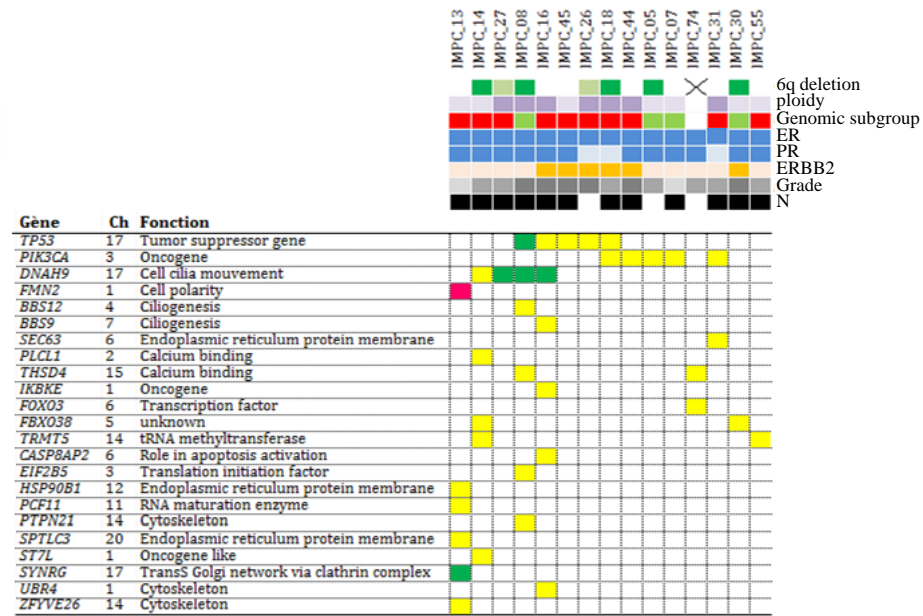 IMPC_13 IMPC_14 IMPC_27 IMPC_08 IMPC_16 IMPC_45 IMPC_26 IMPC_18 IMPC_44 IMPC_05 IMPC_07 IMPC_74 IMPC_31 IMPC_30 IMPC_55
6q deletion
ploidy
Genomic subgroup
ER
PR
ERBB2
Grade
N
Gène Ch Fonction
TP53 17 Tumor suppressor gene
PIK3CA 3 Oncogene
DNAH9 17 Cell cilia mouvement
FMN2 1 Cell polarity
BBS12 4 Ciliogenesis
BBS9 7 Ciliogenesis
SEC63 6 Endoplasmic reticulum protein membrane
PLCL1 2 Calcium binding
THSD4 15 Calcium binding
IKBKE 1 Oncogene
FOXO3 6 Transcription factor
FBXO38 5 unknown
TRMT5 14 tRNA methyltransferase
CASP8AP2 6 Role in apoptosis activation
EIF2B5 3 Translation initiation factor
HSP90B1 12 Endoplasmic reticulum protein membrane
PCF11 11 RNA maturation enzyme
PTPN21 14 Cytoskeleton
SPTLC3 20 Endoplasmic reticulum protein membrane
ST7L 1 Oncogene like
SYNRG 17 TransS Golgi network via clathrin complex
UBR4 1 Cytoskeleton
ZFYVE26 14 Cytoskeleton